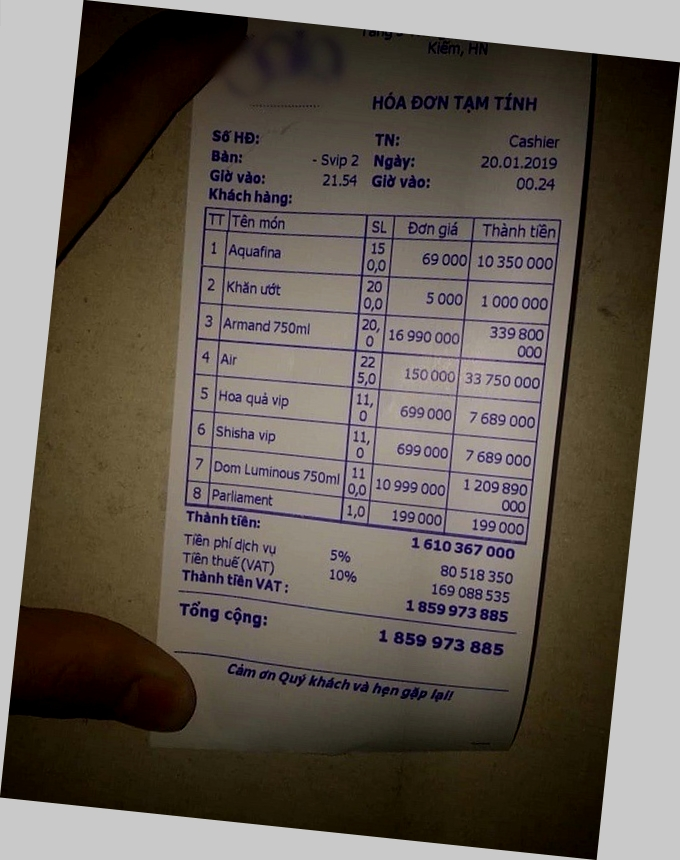 Kiếm, HN
HÓA ĐƠN TẠM TÍNH
Số HĐ: TN: Cashier
Bàn: - Svip 2 Ngày: 20.01.2019
Giờ vào: 21.54 Giờ vào: 00.24
Khách hàng:
TT Tên món SL Đơn giá Thành tiền
1 Aquafina 15 69 000 10 350 000
0,0
2 Khăn ướt 20 5 000 1 000 000
0,0
3 Armand 750ml 20, 16 990 000 339 800
0 000
4 Air 22 150 000 33 750 000
5,0
5 Hoa quả vip 11, 699 000 7 689 000
0
6 Shisha vip 11, 699 000 7 689 000
0
7 Dom Luminous 750ml 11 10 999 000 1 209 890
0,0 000
8 Parliament 1,0 199 000 199 000
Thành tiền: 1 610 367 000
Tiền phí dịch vụ 5% 80 518 350
Tiền thuế (VAT) 10% 169 088 535
Thành tiền VAT : 1 859 973 885
Tổng cộng: 1 859 973 885
Cảm ơn Quý khách và hẹn gặp lại!